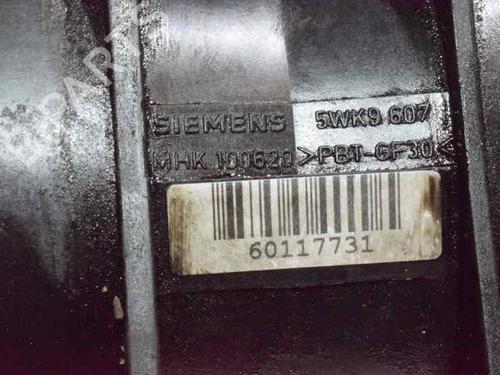 SIEMENS 5WK9 607
MHK 100620 >PBT-GF30<
60117731